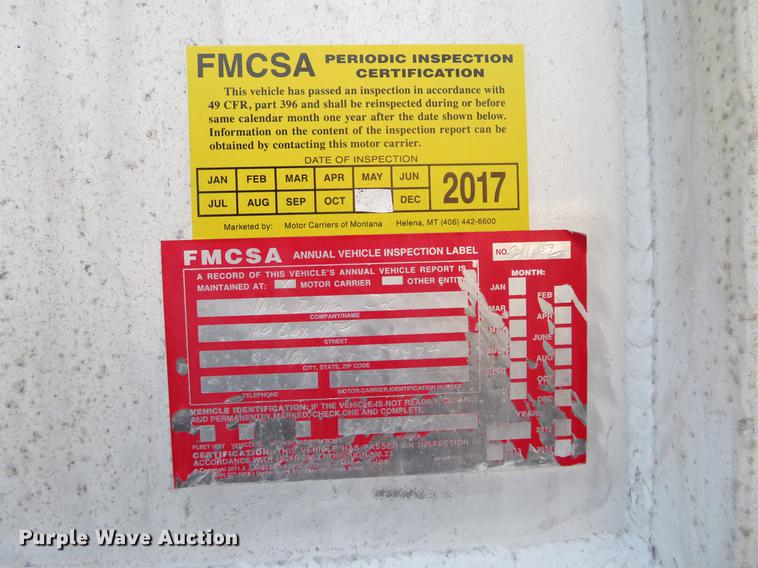 FMCSA PERIODIC INSPECTION
CERTIFICATION
This vehicle has passed an inspection in accordance with
49 CFR, part 396 and shall be reinspected during or before
same calendar month one year after the date shown below.
Information on the content of the inspection report can be
obtained by contacting this motor carrier.
DATE OF INSPECTION
JAN FEB MAR APR MAY JUN
JUL AUG SEP OCT DEC
2017
Marketed by: Motor Carriers of Montana Helena, MT (406) 442-6600
FMCSA ANNUAL VEHICLE INSPECTION LABEL NO.
A RECORD OF THIS VEHICLE'S ANNUAL VEHICLE REPORT IS
MAINTAINED AT: MOTOR CARRIER OTHER ENTITY
MONTH:
JAN FEB
MAR APR
JUNE
AUG
SEPT OCT
DEC
COMPANY/NAME
STREET
CITY, STATE, ZIP CODE
TELEPHONE MOTOR CARRIER IDENTIFICATION NUMBER
VEHICLE IDENTIFICATION: IF THE VEHICLE IS NOT READILY, CLEARLY
AND PERMANENTLY MARKED, CHECK ONE AND COMPLETE
YEAR
2012
CERTIFICATION: THIS VEHICLE HAS PASSED AN INSPECTION IN
ACCORDANCE WITH
Purple Wave Auction